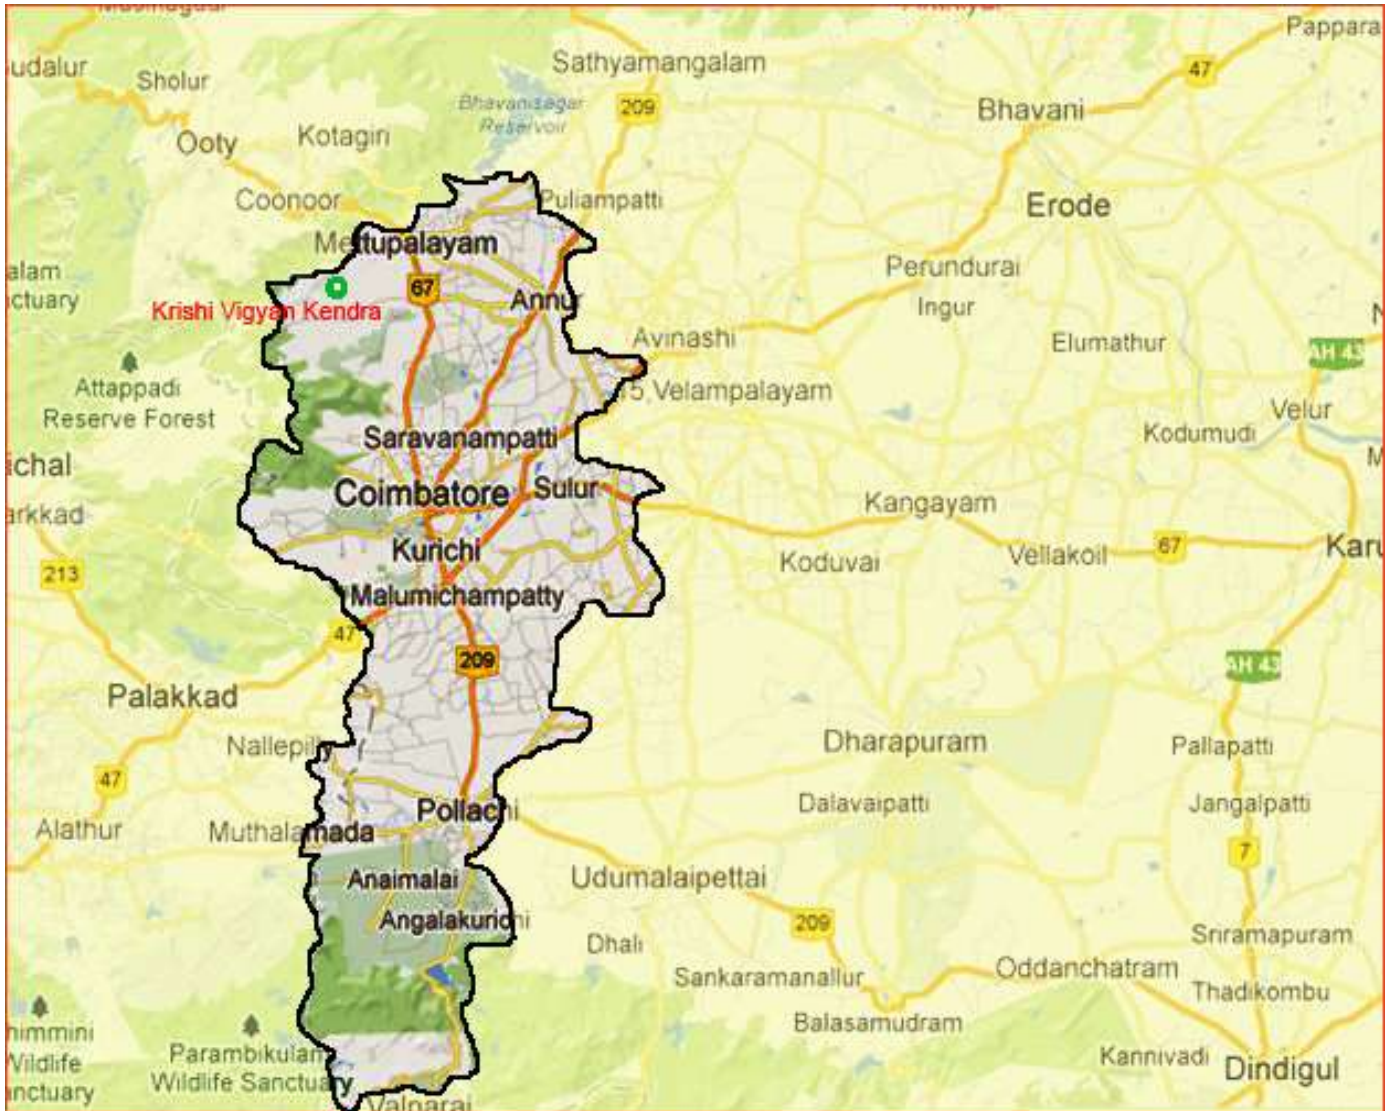 Pappara
Sathyamangalam
47
udalur
Sholur
Bhavanisagar
Reservoir
209
Bhavani
Kotagiri
Ooty
Coonoor
Puliampatti
Erode
Mettupalayam
Perundurai
alam
ctuary
67
Annur
Ingur
Krishi Vigyan Kendra
Avinashi
Elumathur
AH 43
Attappadi
Reserve Forest
15 Velampalayam
Velur
Kodumudi
Saravanampatti
ichal
Coimbatore
Sulur
Kangayam
arkkad
Kurichi
Koduvai
Vellakoil
67
Karu
213
Malumichampatty
47
209
AH 43
Palakkad
Nallepilly
Dharapuram
Pallapatti
47
Pollachi
Dalavaipatti
Jangalpatti
Alathur
Muthalamada
7
Anaimalai
Udumalaipettai
Angalakurichi
209
Dhali
Sriramapuram
Sankaramanallur
Oddanchatram
Thadikombu
himmini
Wildlife
anctuary
Parambikulam
Wildlife Sanctuary
Balasamudram
Kannivadi
Dindigul
Valparai